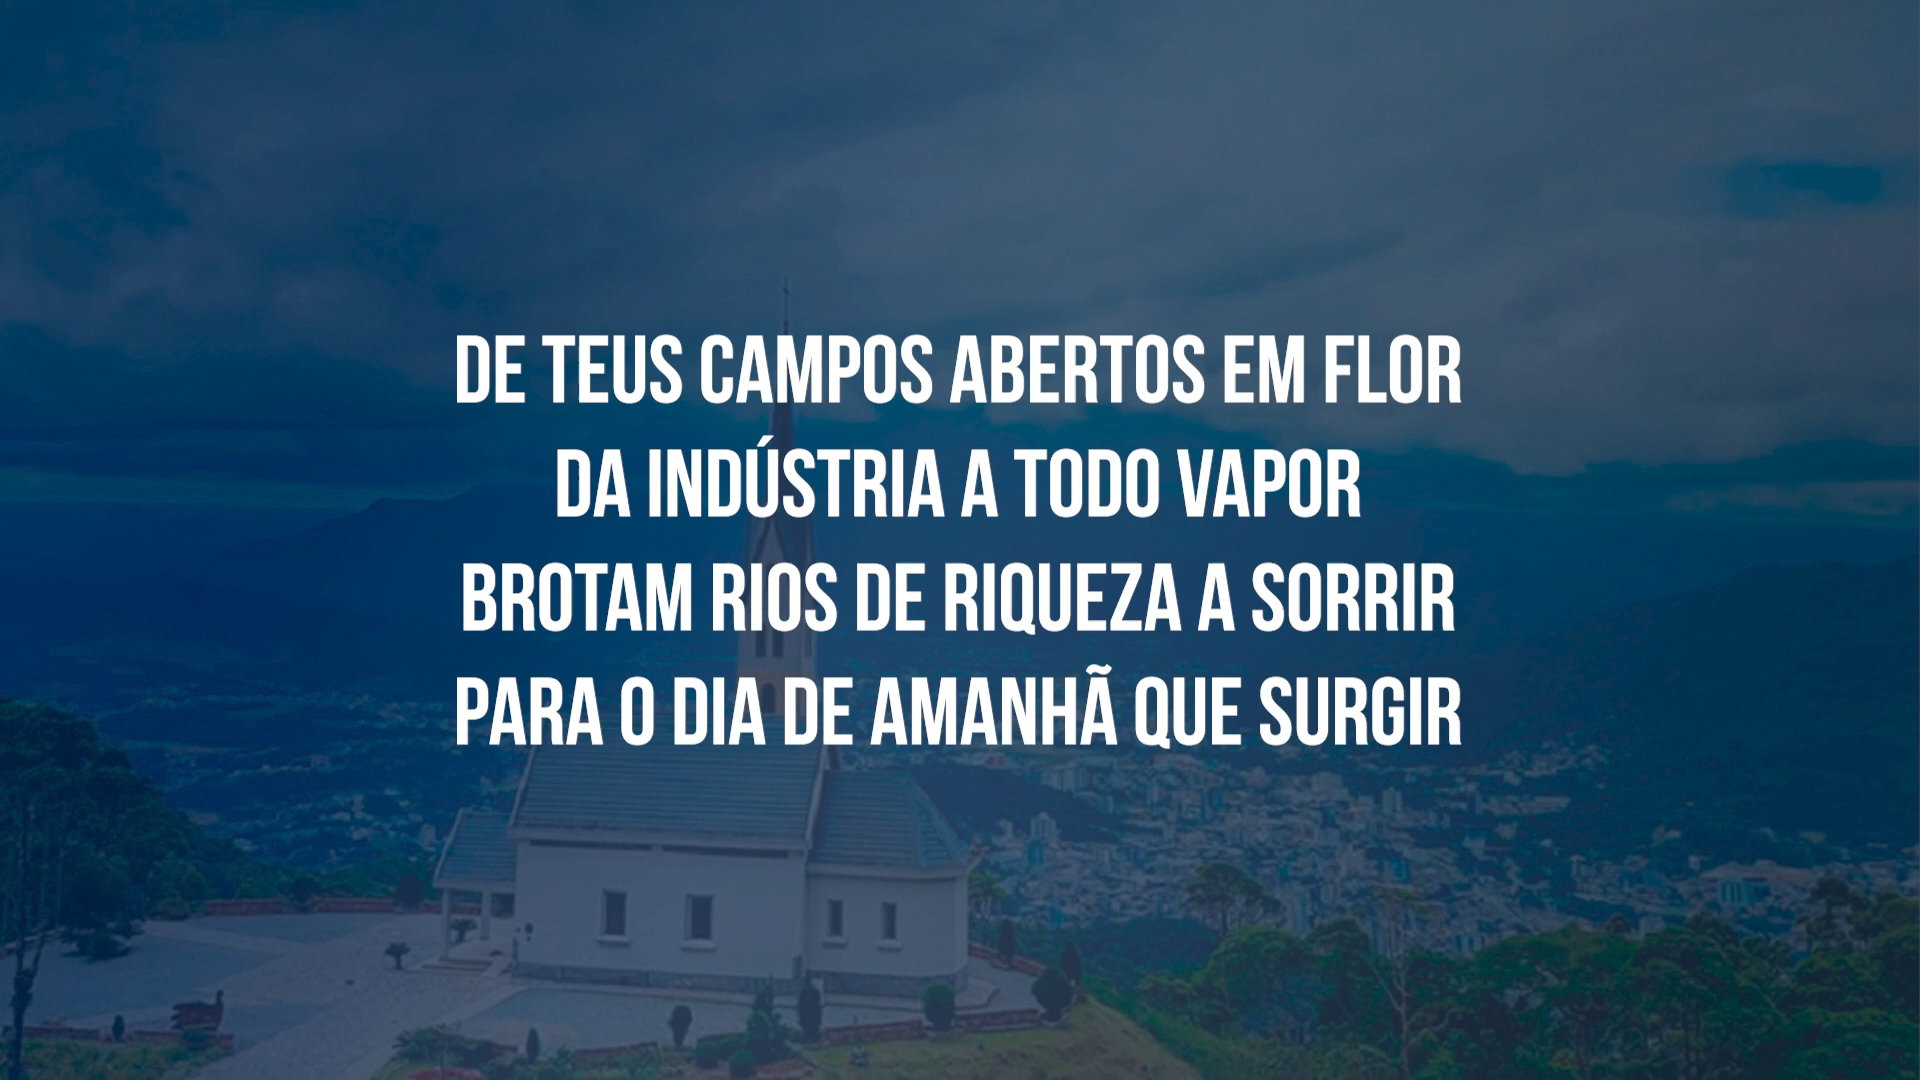 DE TEUS CAMPOS ABERTOS EM FLOR
DA INDÚSTRIA A TODO VAPOR
BROTAM RIOS DE RIQUEZA A SORRIR
PARA O DIA DE AMANHÃ QUE SURGIR